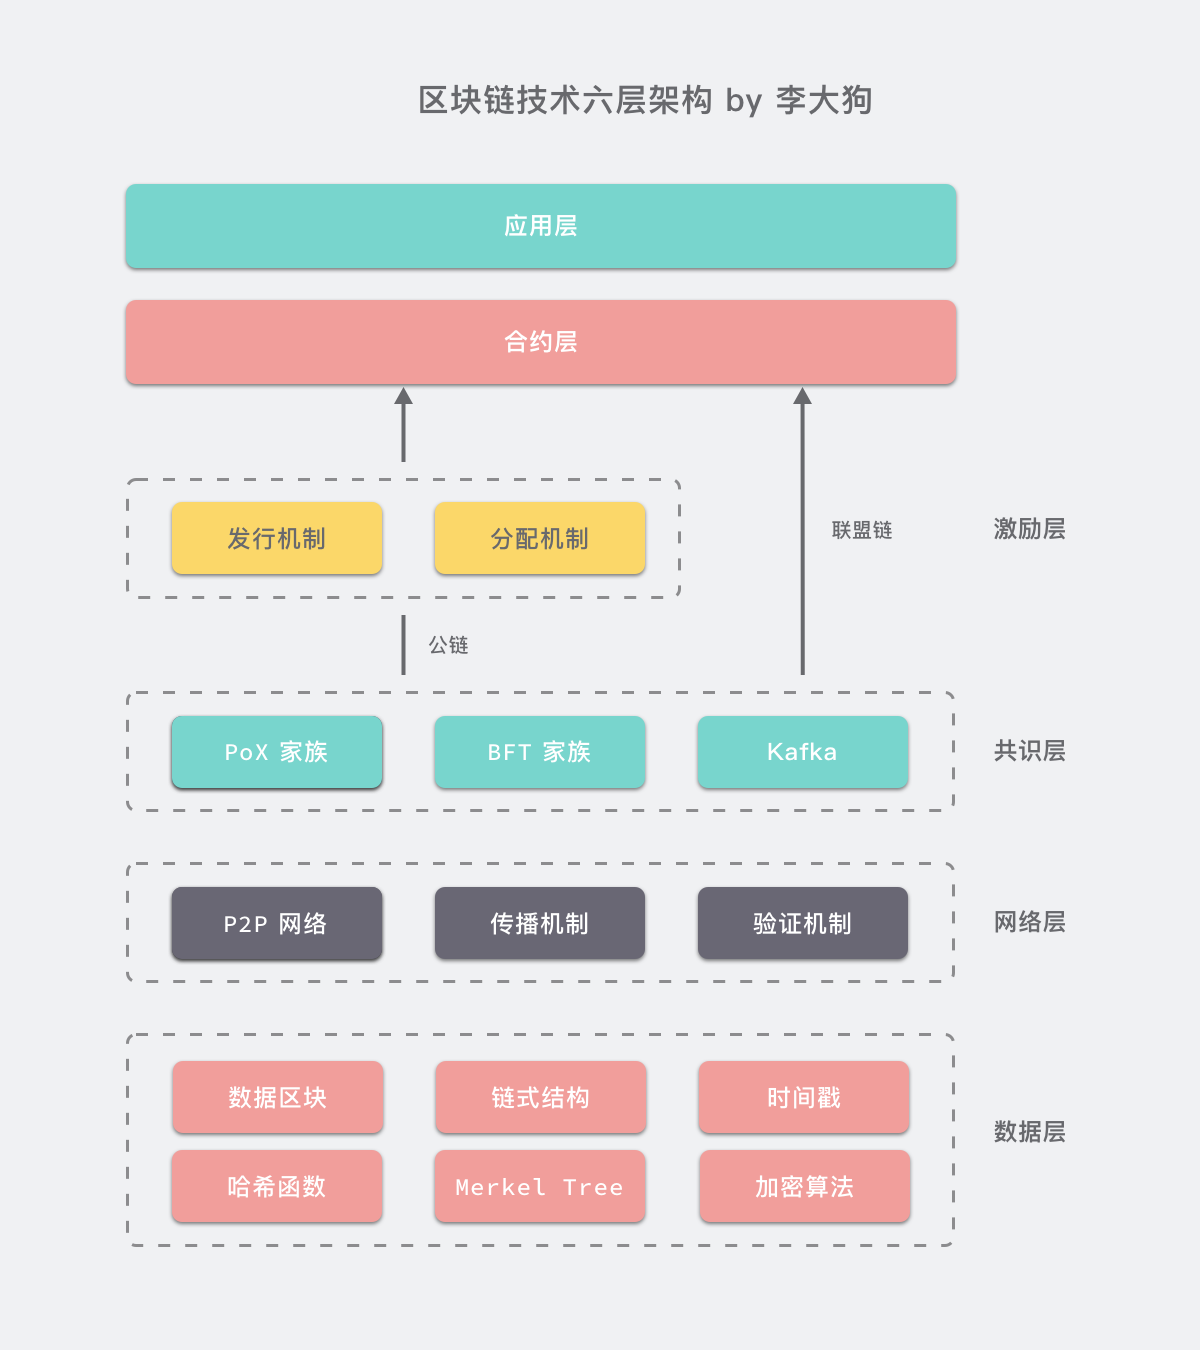 区块链技术六层架构 by 李大狗
应用层
合约层
发行机制
分配机制
联盟链
激励层
公链
PoX 家族
BFT 家族
Kafka
共识层
P2P 网络
传播机制
验证机制
网络层
数据区块
链式结构
时间戳
数据层
哈希函数
Merkel Tree
加密算法